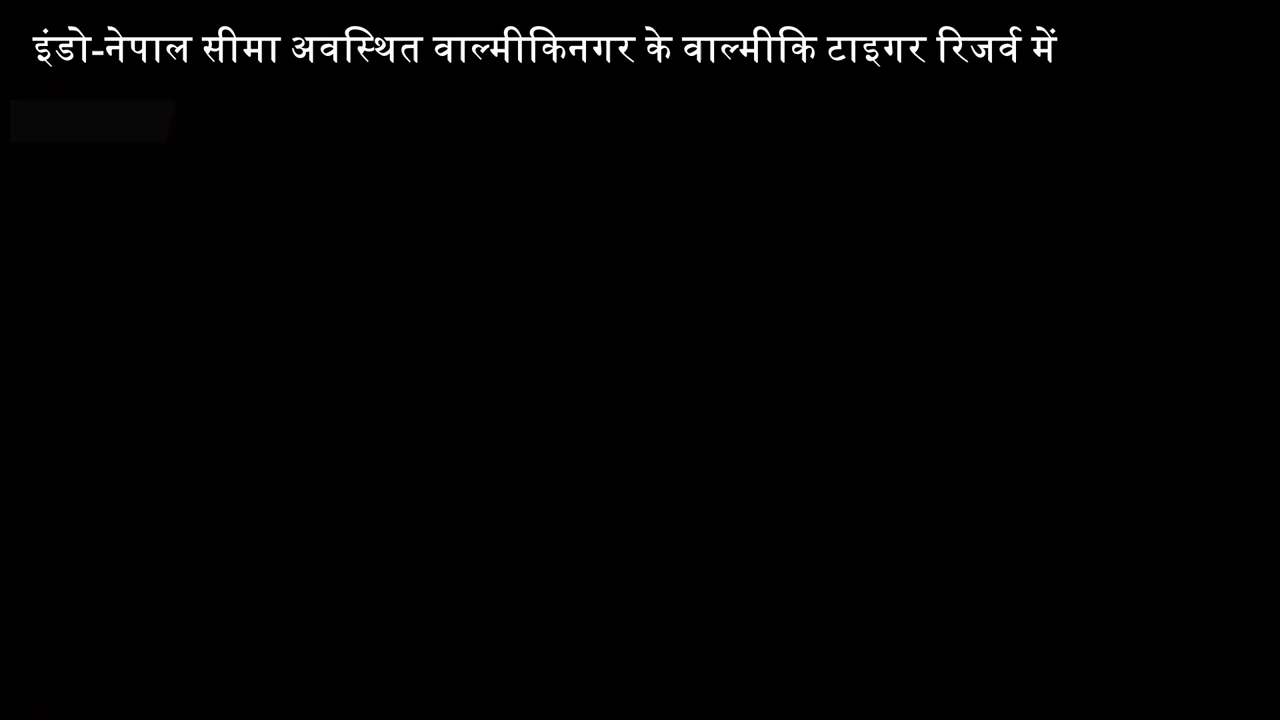 इंडो-नेपाल सीमा अवस्थित वाल्मीकिनगर के वाल्मीकि टाइगर रिजर्व में